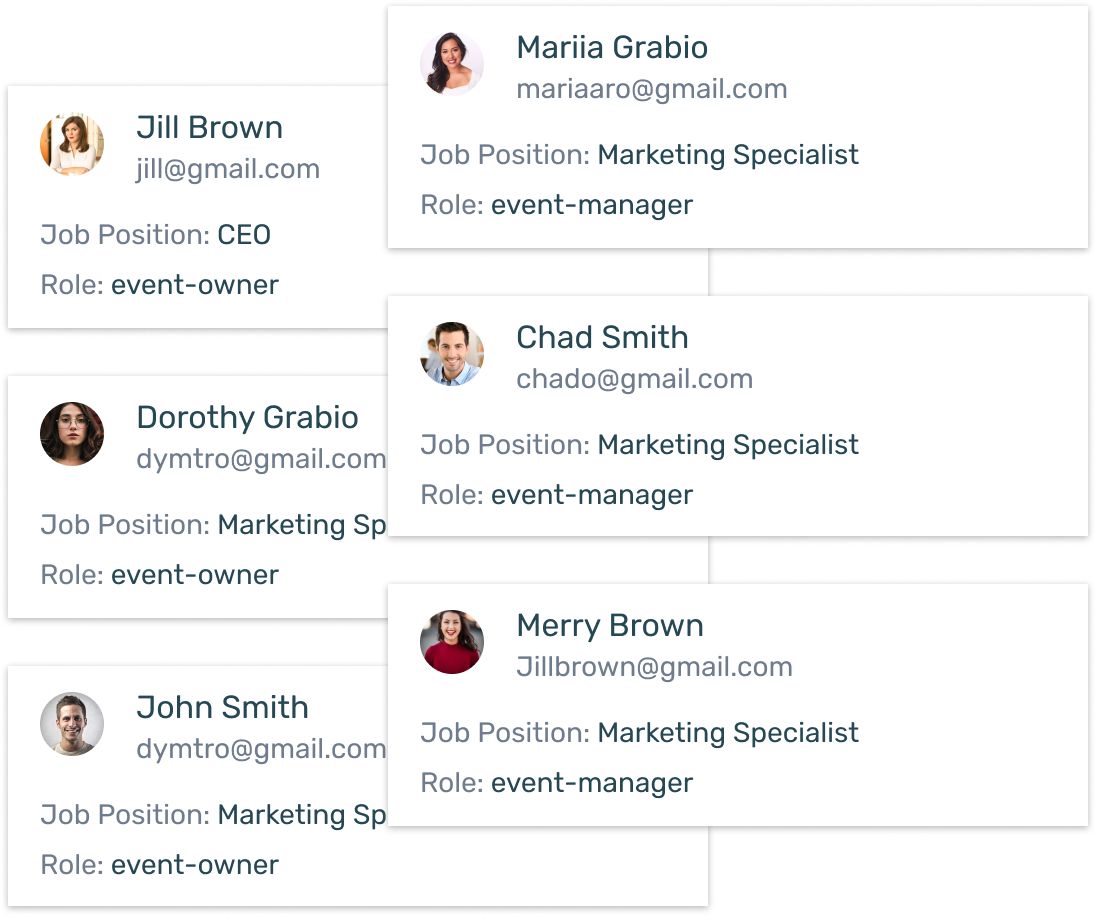 Mariia Grabio
mariaaro@gmail.com
Job Position: Marketing Specialist
Role: event-manager
Jill Brown
jill@gmail.com
Job Position: CEO
Role: event-owner
Chad Smith
chado@gmail.com
Job Position: Marketing Specialist
Role: event-manager
Dorothy Grabio
dymtro@gmail.com
Job Position: Marketing Sp
Role: event-owner
Merry Brown
Jillbrown@gmail.com
Job Position: Marketing Specialist
Role: event-manager
John Smith
dymtro@gmail.com
Job Position: Marketing Sp
Role: event-owner